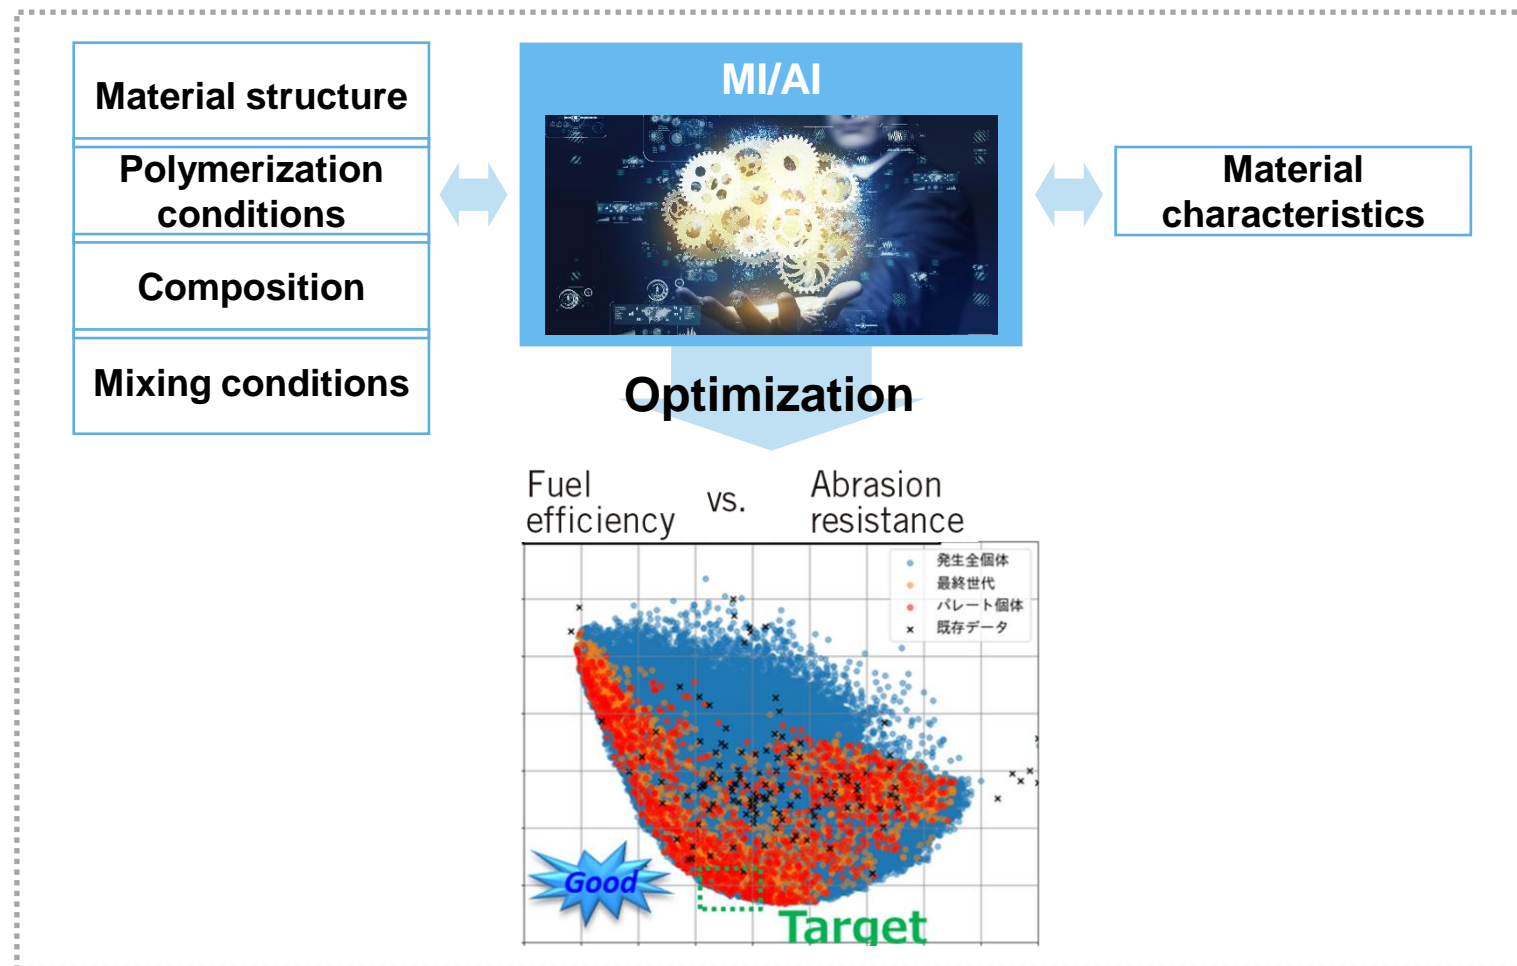 Material structure
Polymerization
conditions
Composition
Mixing conditions
MI/AI
Material
characteristics
Optimization
Fuel
efficiency
vs.
Abrasion
resistance
発生全個体
最終世代
パレート個体
既存データ
Good
Target